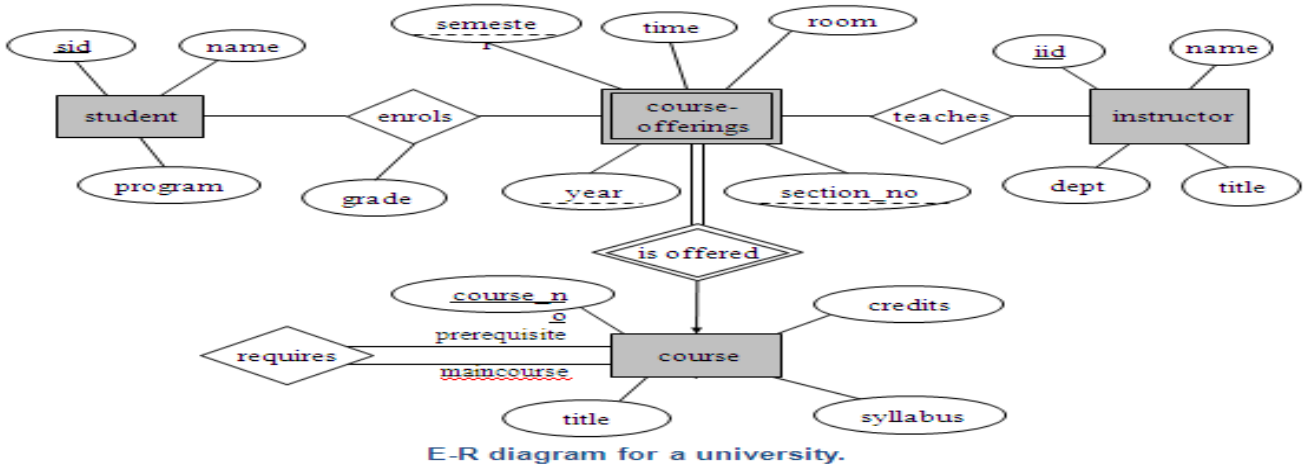 semeste
r
time
room
sid
name
iid
name
student
enrols
course-
offerings
teaches
instructor
program
grade
year
section_no
dept
title
is offered
course_n
o
credits
prerequisite
requires
course
maincourse
title
syllabus
E-R diagram for a university.